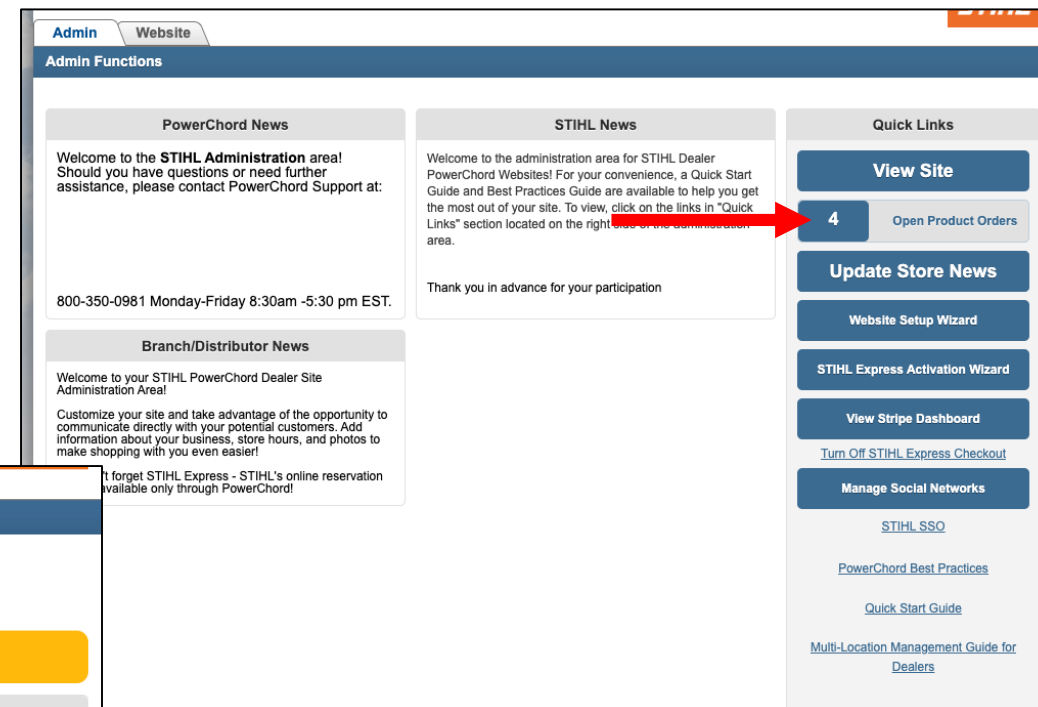 Admin
Website
Admin Functions
PowerChord News
Welcome to the STIHL Administration area!
Should you have questions or need further
assistance, please contact PowerChord Support at:
800-350-0981 Monday-Friday 8:30am -5:30 pm EST.
Branch/Distributor News
Welcome to your STIHL PowerChord Dealer Site
Administration Area!
Customize your site and take advantage of the opportunity to
communicate directly with your potential customers. Add
information about your business, store hours, and photos to
make shopping with you even easier!
't forget STIHL Express - STIHL's online reservation
available only through PowerChord!
STIHL News
Welcome to the administration area for STIHL Dealer
PowerChord Websites! For your convenience, a Quick Start
Guide and Best Practices Guide are available to help you get
the most out of your site. To view, click on the links in "Quick
Links" section located on the right side of the administration
area.
Thank you in advance for your participation
Quick Links
View Site
4 Open Product Orders
Update Store News
Website Setup Wizard
STIHL Express Activation Wizard
View Stripe Dashboard
Turn Off STIHL Express Checkout
Manage Social Networks
STIHL SSO
PowerChord Best Practices
Quick Start Guide
Multi-Location Management Guide for
Dealers